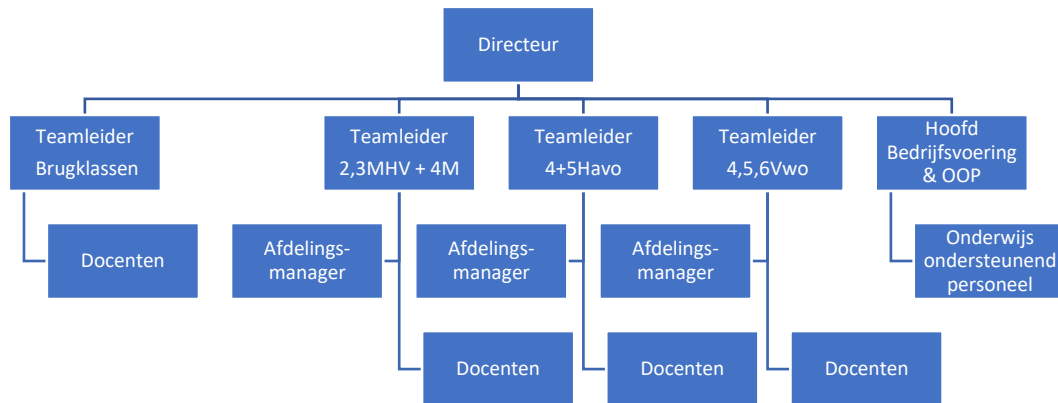 Directeur
Teamleider
Brugklassen
Teamleider
2,3MHV + 4M
Teamleider
4+5Havo
Teamleider
4,5,6Vwo
Hoofd
Bedrijfsvoering
& OOP
Docenten
Afdelings-
manager
Afdelings-
manager
Afdelings-
manager
Onderwijs
ondersteunend
personeel
Docenten
Docenten
Docenten